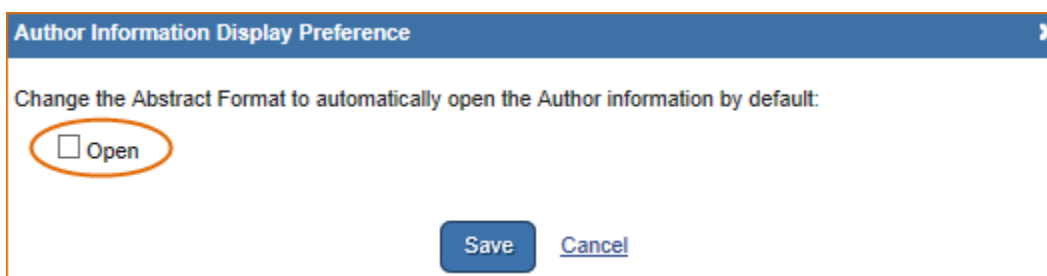 Author Information Display Preference
Change the Abstract Format to automatically open the Author information by default:
Open
Save Cancel